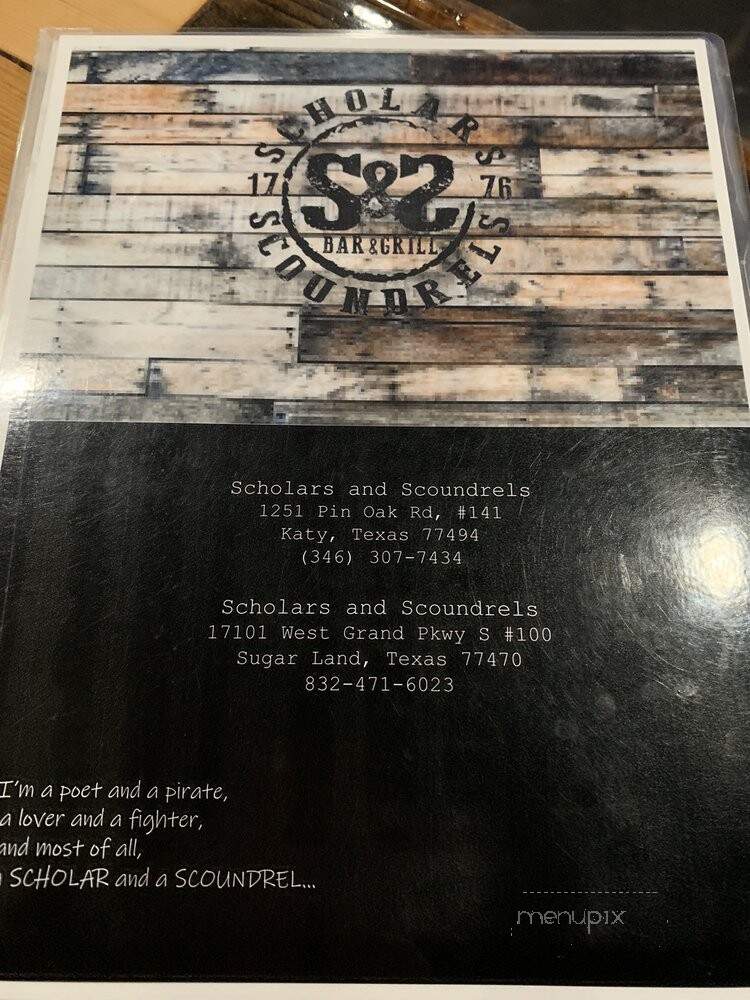 SCHOLARS
17 S&S 76
BAR & GRILL
SCOUNDRELS
Scholars and Scoundrels
1251 Pin Oak Rd, #141
Katy, Texas 77494
(346) 307-7434
Scholars and Scoundrels
17101 West Grand Pkwy S #100
Sugar Land, Texas 77470
832-471-6023
I'm a poet and a pirate,
a lover and a fighter,
and most of all,
SCHOLAR and a SCOUNDREL...
menupix